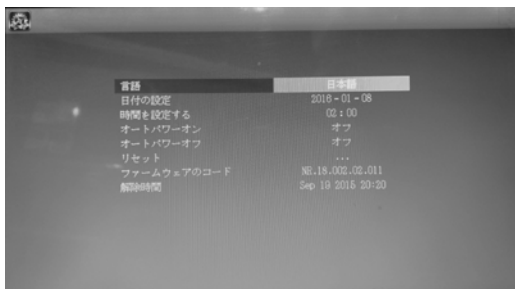 言語 日本語
日付の設定 2016-01-08
時間を設定する 02:00
オートパワーオン オフ
オートパワーオフ オフ
リセット ...
ファームウェアのコード NR.18.002.02.011
解除時間 Sep 19 2015 20:20